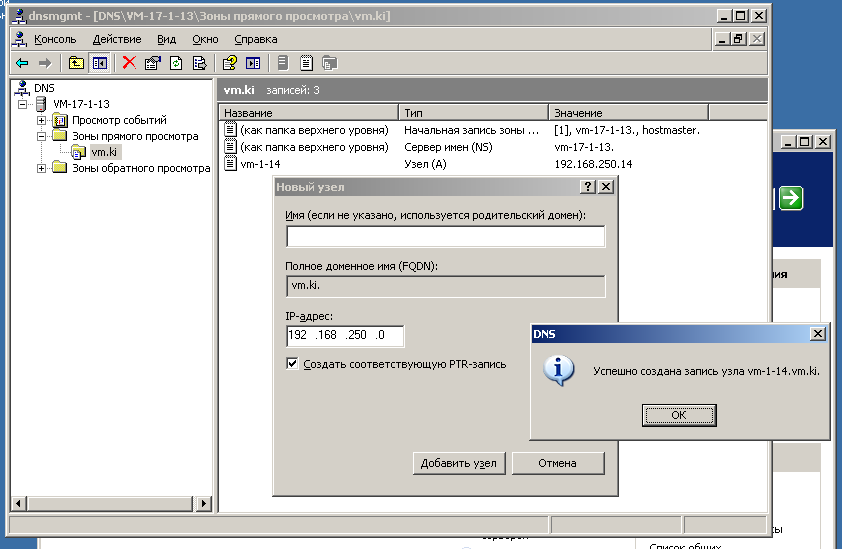 dnsmgmt - [DNS\VM-17-1-13\Зоны прямого просмотра\vm.ki]
Консоль Действие Вид Окно Справка
DNS
VM-17-1-13
Просмотр событий
Зоны прямого просмотра
vm.ki
Зоны обратного просмотра
vm.ki записей: 3
Название Тип Значение
(как папка верхнего уровня) Начальная запись зоны ... [1], vm-17-1-13., hostmaster.
(как папка верхнего уровня) Сервер имен (NS) vm-17-1-13.
vm-1-14 Узел (A) 192.168.250.14
Новый узел
Имя (если не указано, используется родительский домен):
Полное доменное имя (FQDN):
vm.ki.
IP-адрес:
192 .168 .250 .0
Создать соответствующую PTR-запись
Добавить узел Отмена
DNS
Успешно создана запись узла vm-1-14.vm.ki.
OK
Список общих